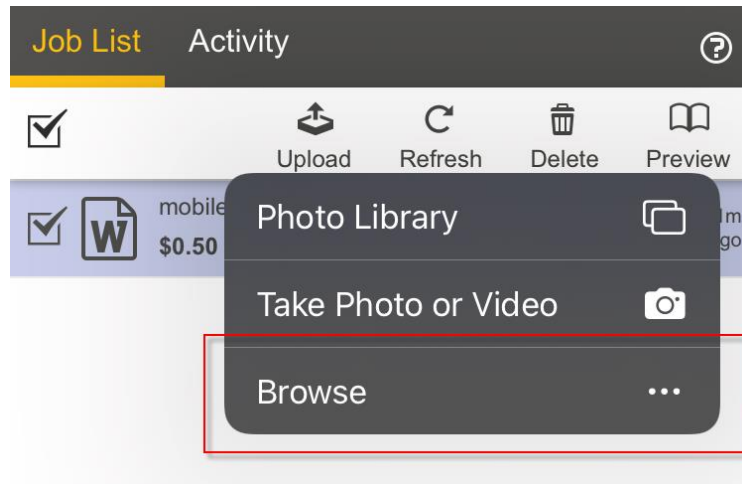 Job List Activity
Upload Refresh Delete Preview
mobile
$0.50
Photo Library
Take Photo or Video
Browse